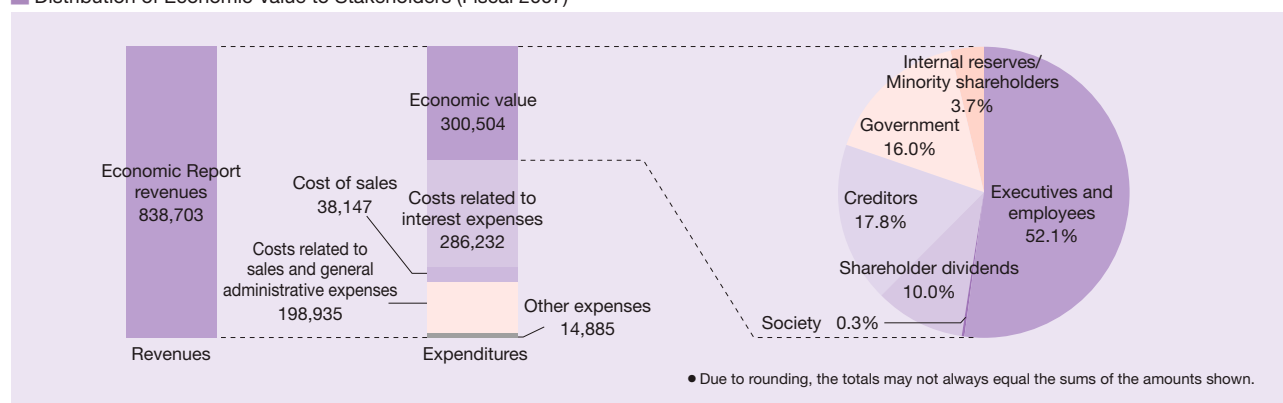 Distribution of Economic Value to Stakeholders (Fiscal 2007)
Economic Report
revenues
838,703
Revenues
Economic value
300,504
Cost of sales
38,147
Costs related to
interest expenses
286,232
Costs related to
sales and general
administrative expenses
198,935
Other expenses
14,885
Expenditures
Internal reserves/
Minority shareholders
3.7%
Government
16.0%
Creditors
17.8%
Executives and
employees
52.1%
Shareholder dividends
10.0%
Society 0.3%
● Due to rounding, the totals may not always equal the sums of the amounts shown.